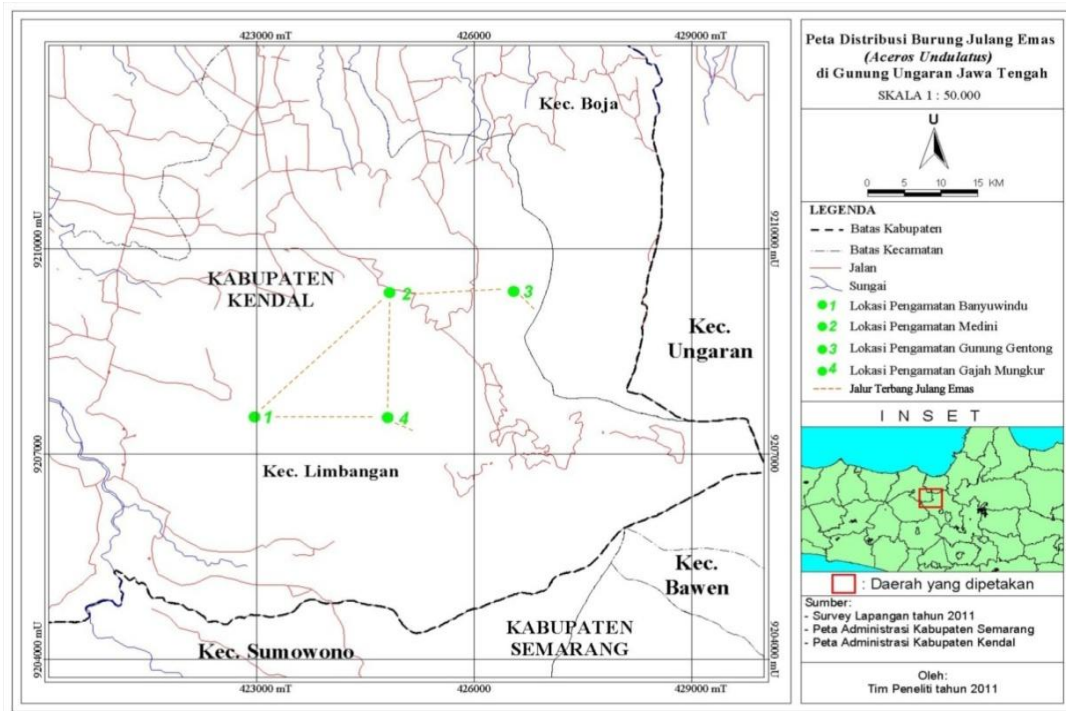 423000 mT
426000
429000 mT
Kec. Boja
9210000 mU
9210000 mU
KABUPATEN
KENDAL
2
3
Kec.
Ungaran
1
4
Kec. Limbangan
9207000
9207000
Kec.
Bawen
KABUPATEN
SEMARANG
Kec. Sumowono
9204000 mU
9204000 mU
423000 mT
426000
429000 mT
Peta Distribusi Burung Julang Emas
(Aceros Undulatus)
di Gunung Ungaran Jawa Tengah
SKALA 1 : 50.000
U
0 5 10 15 KM
LEGENDA
Batas Kabupaten
Batas Kecamatan
Jalan
Sungai
1 Lokasi Pengamatan Banyuwindu
2 Lokasi Pengamatan Medini
3 Lokasi Pengamatan Gunung Gentong
4 Lokasi Pengamatan Gajah Mungkur
Jalur Terbang Julang Emas
I N S E T
: Daerah yang dipetakan
Sumber:
- Survey Lapangan tahun 2011
- Peta Administrasi Kabupaten Semarang
- Peta Administrasi Kabupaten Kendal
Oleh:
Tim Peneliti tahun 2011